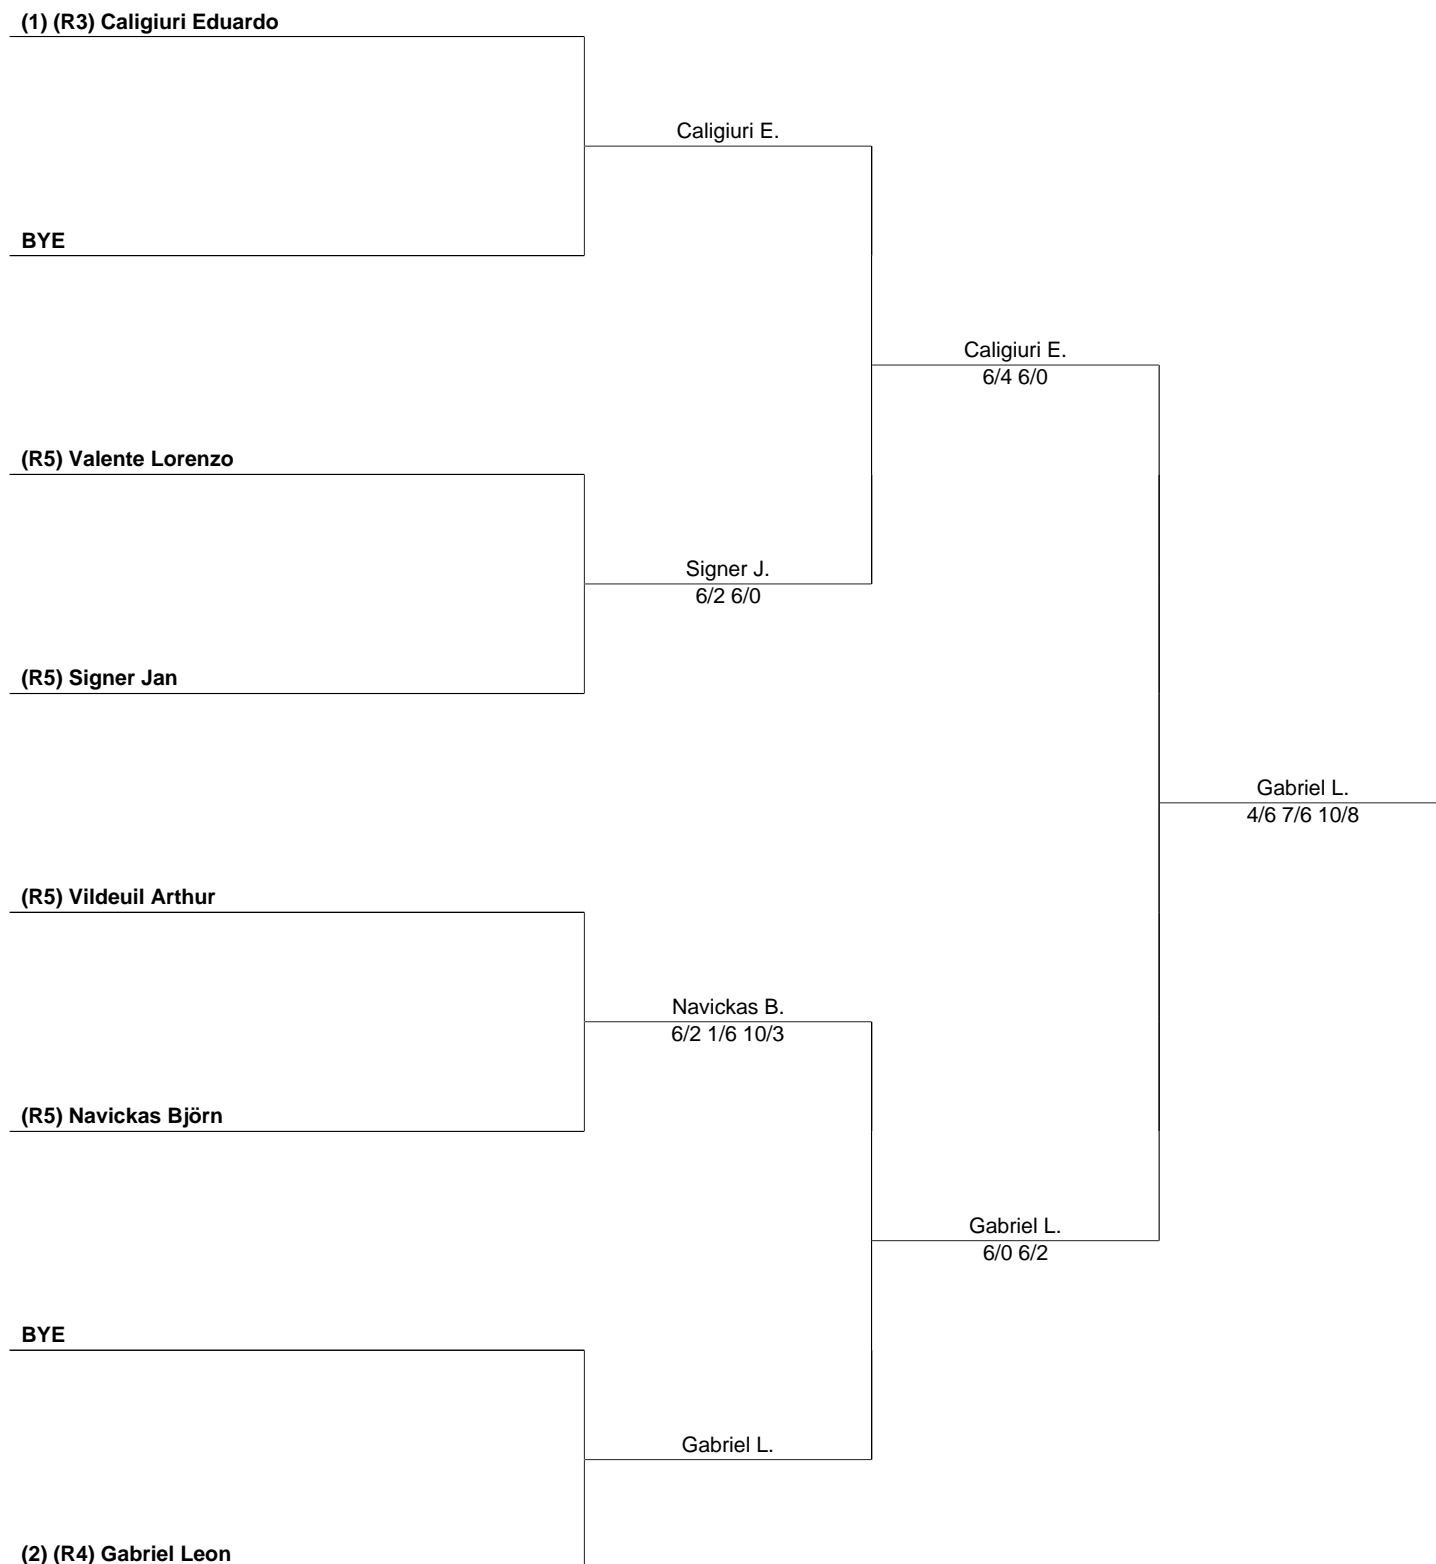 (1) (R3) Caligiuri Eduardo
Caligiuri E.
BYE
Caligiuri E.
6/4 6/0
(R5) Valente Lorenzo
Signer J.
6/2 6/0
(R5) Signer Jan
Gabriel L.
4/6 7/6 10/8
(R5) Vildeuil Arthur
Navickas B.
6/2 1/6 10/3
(R5) Navickas Björn
Gabriel L.
6/0 6/2
BYE
Gabriel L.
(2) (R4) Gabriel Leon